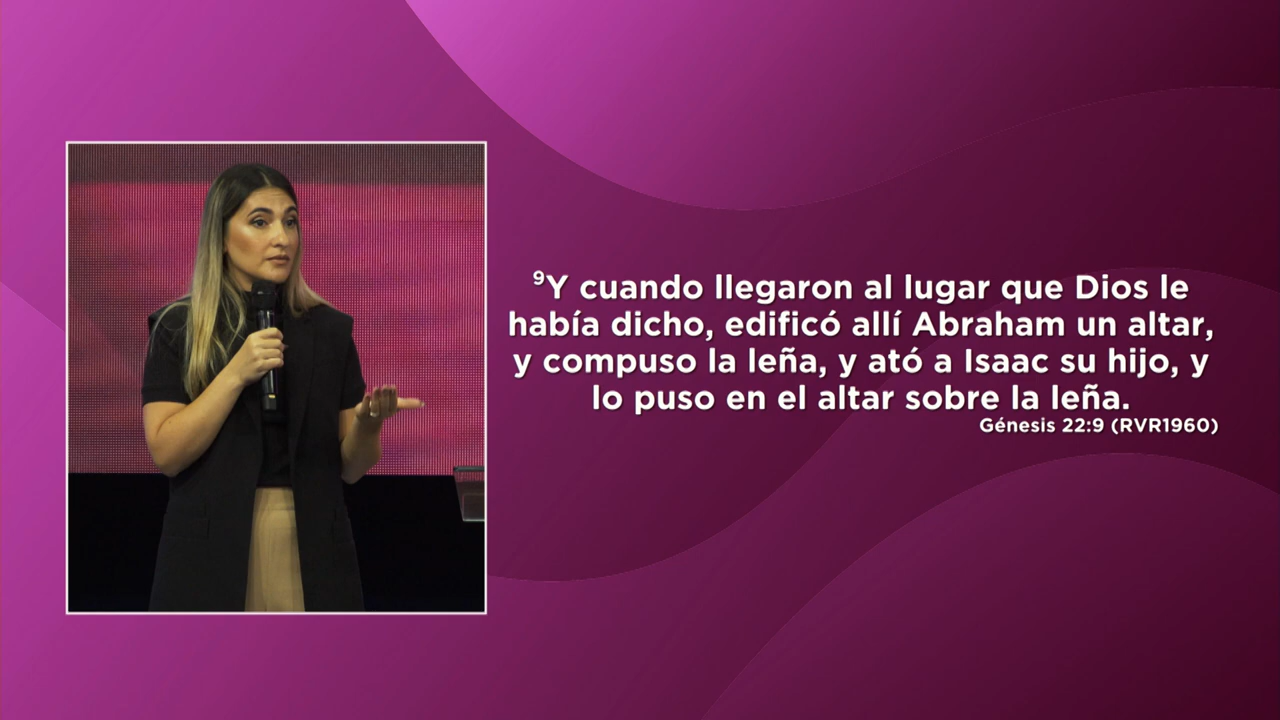 ⁹Y cuando llegaron al lugar que Dios le
había dicho, edificó allí Abraham un altar,
y compuso la leña, y ató a Isaac su hijo, y
lo puso en el altar sobre la leña.
Génesis 22:9 (RVR1960)